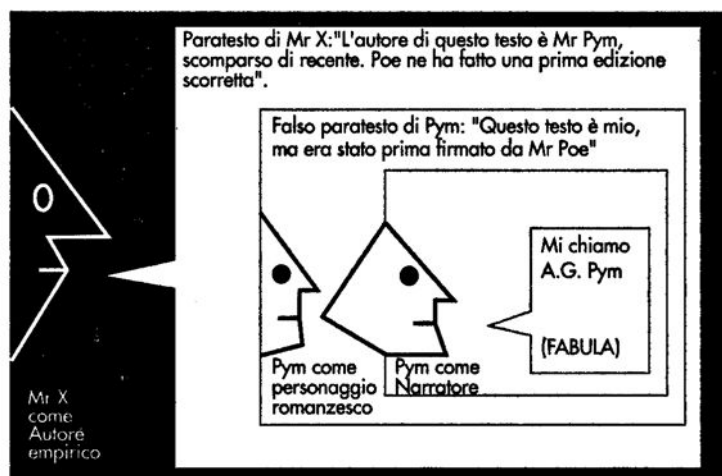 Paratesto di Mr X:"L'autore di questo testo è Mr Pym,
scomparso di recente. Poe ne ha fatto una prima edizione
scorretta".
Falso paratesto di Pym: "Questo testo è mio,
ma era stato prima firmato da Mr Poe"
Mi chiamo
A.G. Pym
(FABULA)
Pym come
personaggio
romanzesco
Pym come
Narratore
Mr X
come
Autore
empirico